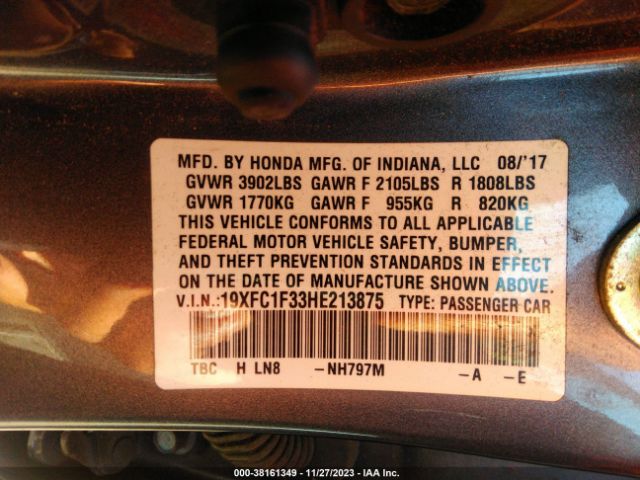 MFD. BY HONDA MFG. OF INDIANA, LLC 08/'17
GVWR 3902LBS GAWR F 2105LBS R 1808LBS
GVWR 1770KG GAWR F 955KG R 820KG
THIS VEHICLE CONFORMS TO ALL APPLICABLE
FEDERAL MOTOR VEHICLE SAFETY, BUMPER,
AND THEFT PREVENTION STANDARDS IN EFFECT
ON THE DATE OF MANUFACTURE SHOWN ABOVE.
V.I.N.:19XFC1F33HE213875 TYPE: PASSENGER CAR
TBC H LN8 -NH797M -A -E
000-38161349 - 11/27/2023 - IAA Inc.